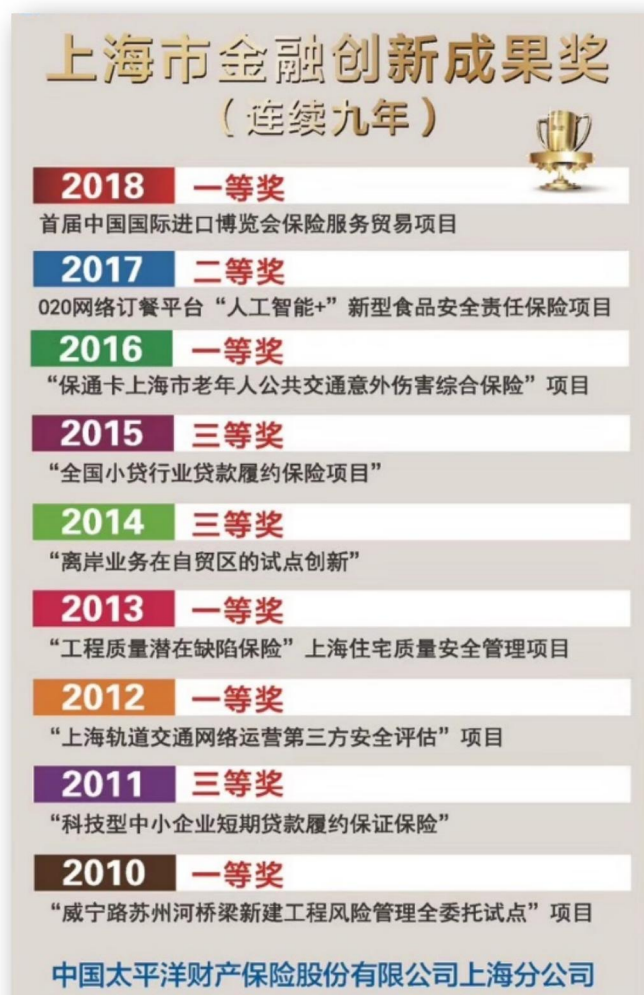 上海市金融创新成果奖
（连续九年）
2018 一等奖
首届中国国际进口博览会保险服务贸易项目
2017 二等奖
020网络订餐平台“人工智能+”新型食品安全责任保险项目
2016 一等奖
“保通卡上海市老年人公共交通意外伤害综合保险”项目
2015 三等奖
“全国小贷行业贷款履约保险项目”
2014 三等奖
“离岸业务在自贸区的试点创新”
2013 一等奖
“工程质量潜在缺陷保险”上海住宅质量安全管理项目
2012 一等奖
“上海轨道交通网络运营第三方安全评估”项目
2011 三等奖
“科技型中小企业短期贷款履约保证保险”
2010 一等奖
“威宁路苏州河桥梁新建工程风险管理全委托试点”项目
中国太平洋财产保险股份有限公司上海分公司